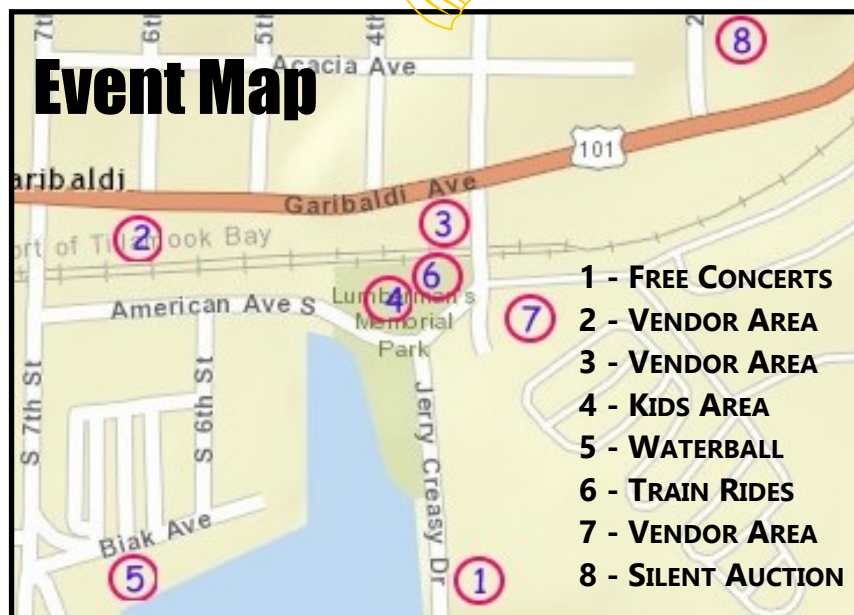 7th
6th
5th
4th
2
8
Acacia Ave
Event Map
101
aribaldi
Garibaldi Ave
3
2
ort of Tillamook Bay
6
4
American Ave S
Lumberman's
Memorial
Park
7
S 7th St
S 6th St
Jerry Creasy Dr
Biak Ave
5
1
1 - Free Concerts
2 - Vendor Area
3 - Vendor Area
4 - Kids Area
5 - Waterball
6 - Train Rides
7 - Vendor Area
8 - Silent Auction